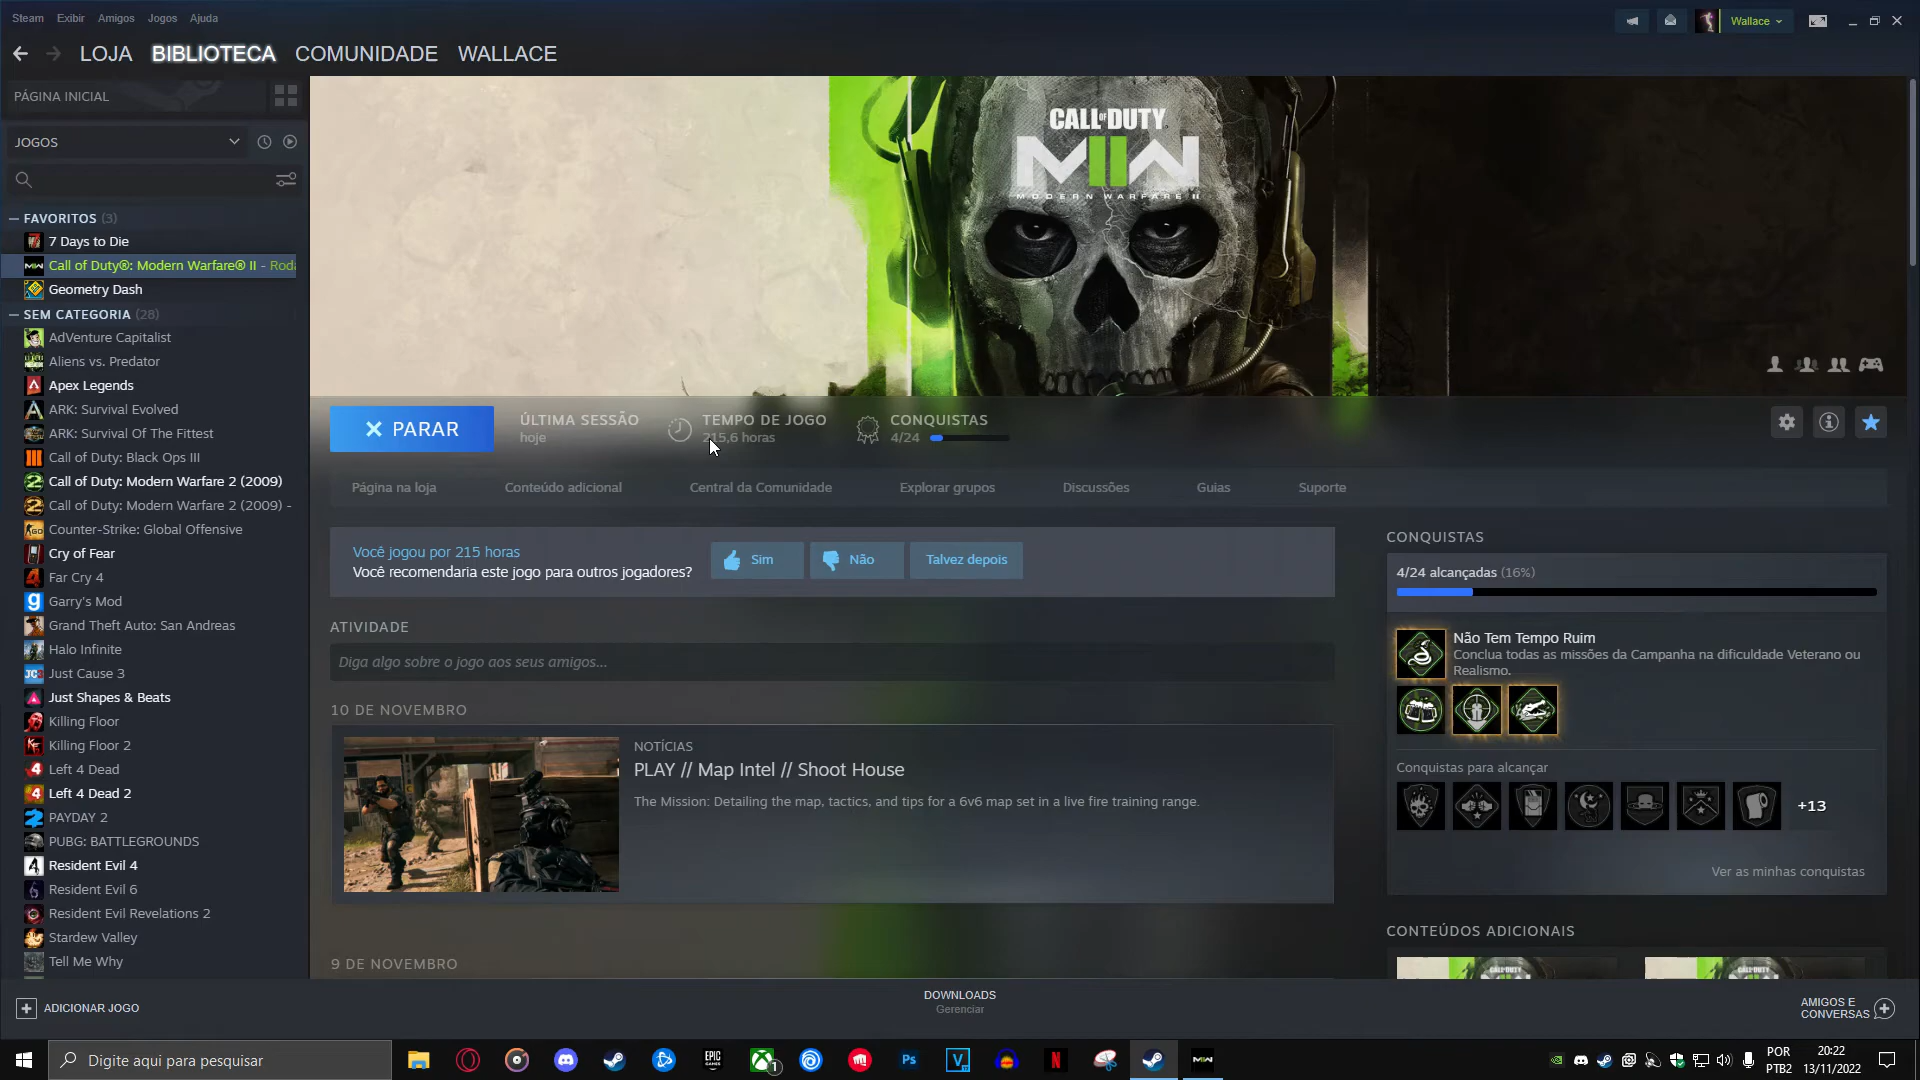 Steam Exibir Amigos Jogos Ajuda
Wallace
LOJA BIBLIOTECA COMUNIDADE WALLACE
PÁGINA INICIAL
JOGOS
FAVORITOS (3)
7 Days to Die
Call of Duty®: Modern Warfare® II - Roda
Geometry Dash
SEM CATEGORIA (28)
AdVenture Capitalist
Aliens vs. Predator
Apex Legends
ARK: Survival Evolved
ARK: Survival Of The Fittest
Call of Duty: Black Ops III
Call of Duty: Modern Warfare 2 (2009)
Call of Duty: Modern Warfare 2 (2009) -
Counter-Strike: Global Offensive
Cry of Fear
Far Cry 4
Garry's Mod
Grand Theft Auto: San Andreas
Halo Infinite
Just Cause 3
Just Shapes & Beats
Killing Floor
Killing Floor 2
Left 4 Dead
Left 4 Dead 2
PAYDAY 2
PUBG: BATTLEGROUNDS
Resident Evil 4
Resident Evil 6
Resident Evil Revelations 2
Stardew Valley
Tell Me Why
CALL OF DUTY
MWII
MODERN WARFARE II
PARAR
ÚLTIMA SESSÃO
hoje
TEMPO DE JOGO
215,6 horas
CONQUISTAS
4/24
Página na loja
Conteúdo adicional
Central da Comunidade
Explorar grupos
Discussões
Guias
Suporte
Você jogou por 215 horas
Você recomendaria este jogo para outros jogadores?
Sim
Não
Talvez depois
ATIVIDADE
Diga algo sobre o jogo aos seus amigos...
10 DE NOVEMBRO
NOTÍCIAS
PLAY // Map Intel // Shoot House
The Mission: Detailing the map, tactics, and tips for a 6v6 map set in a live fire training range.
9 DE NOVEMBRO
CONQUISTAS
4/24 alcançadas (16%)
Não Tem Tempo Ruim
Conclua todas as missões da Campanha na dificuldade Veterano ou
Realismo.
Conquistas para alcançar
+13
Ver as minhas conquistas
CONTEÚDOS ADICIONAIS
ADICIONAR JOGO
DOWNLOADS
Gerenciar
AMIGOS E
CONVERSAS
Digite aqui para pesquisar
EPIC
GAMES
1
Ps
V
N
POR
PTB2
20:22
13/11/2022